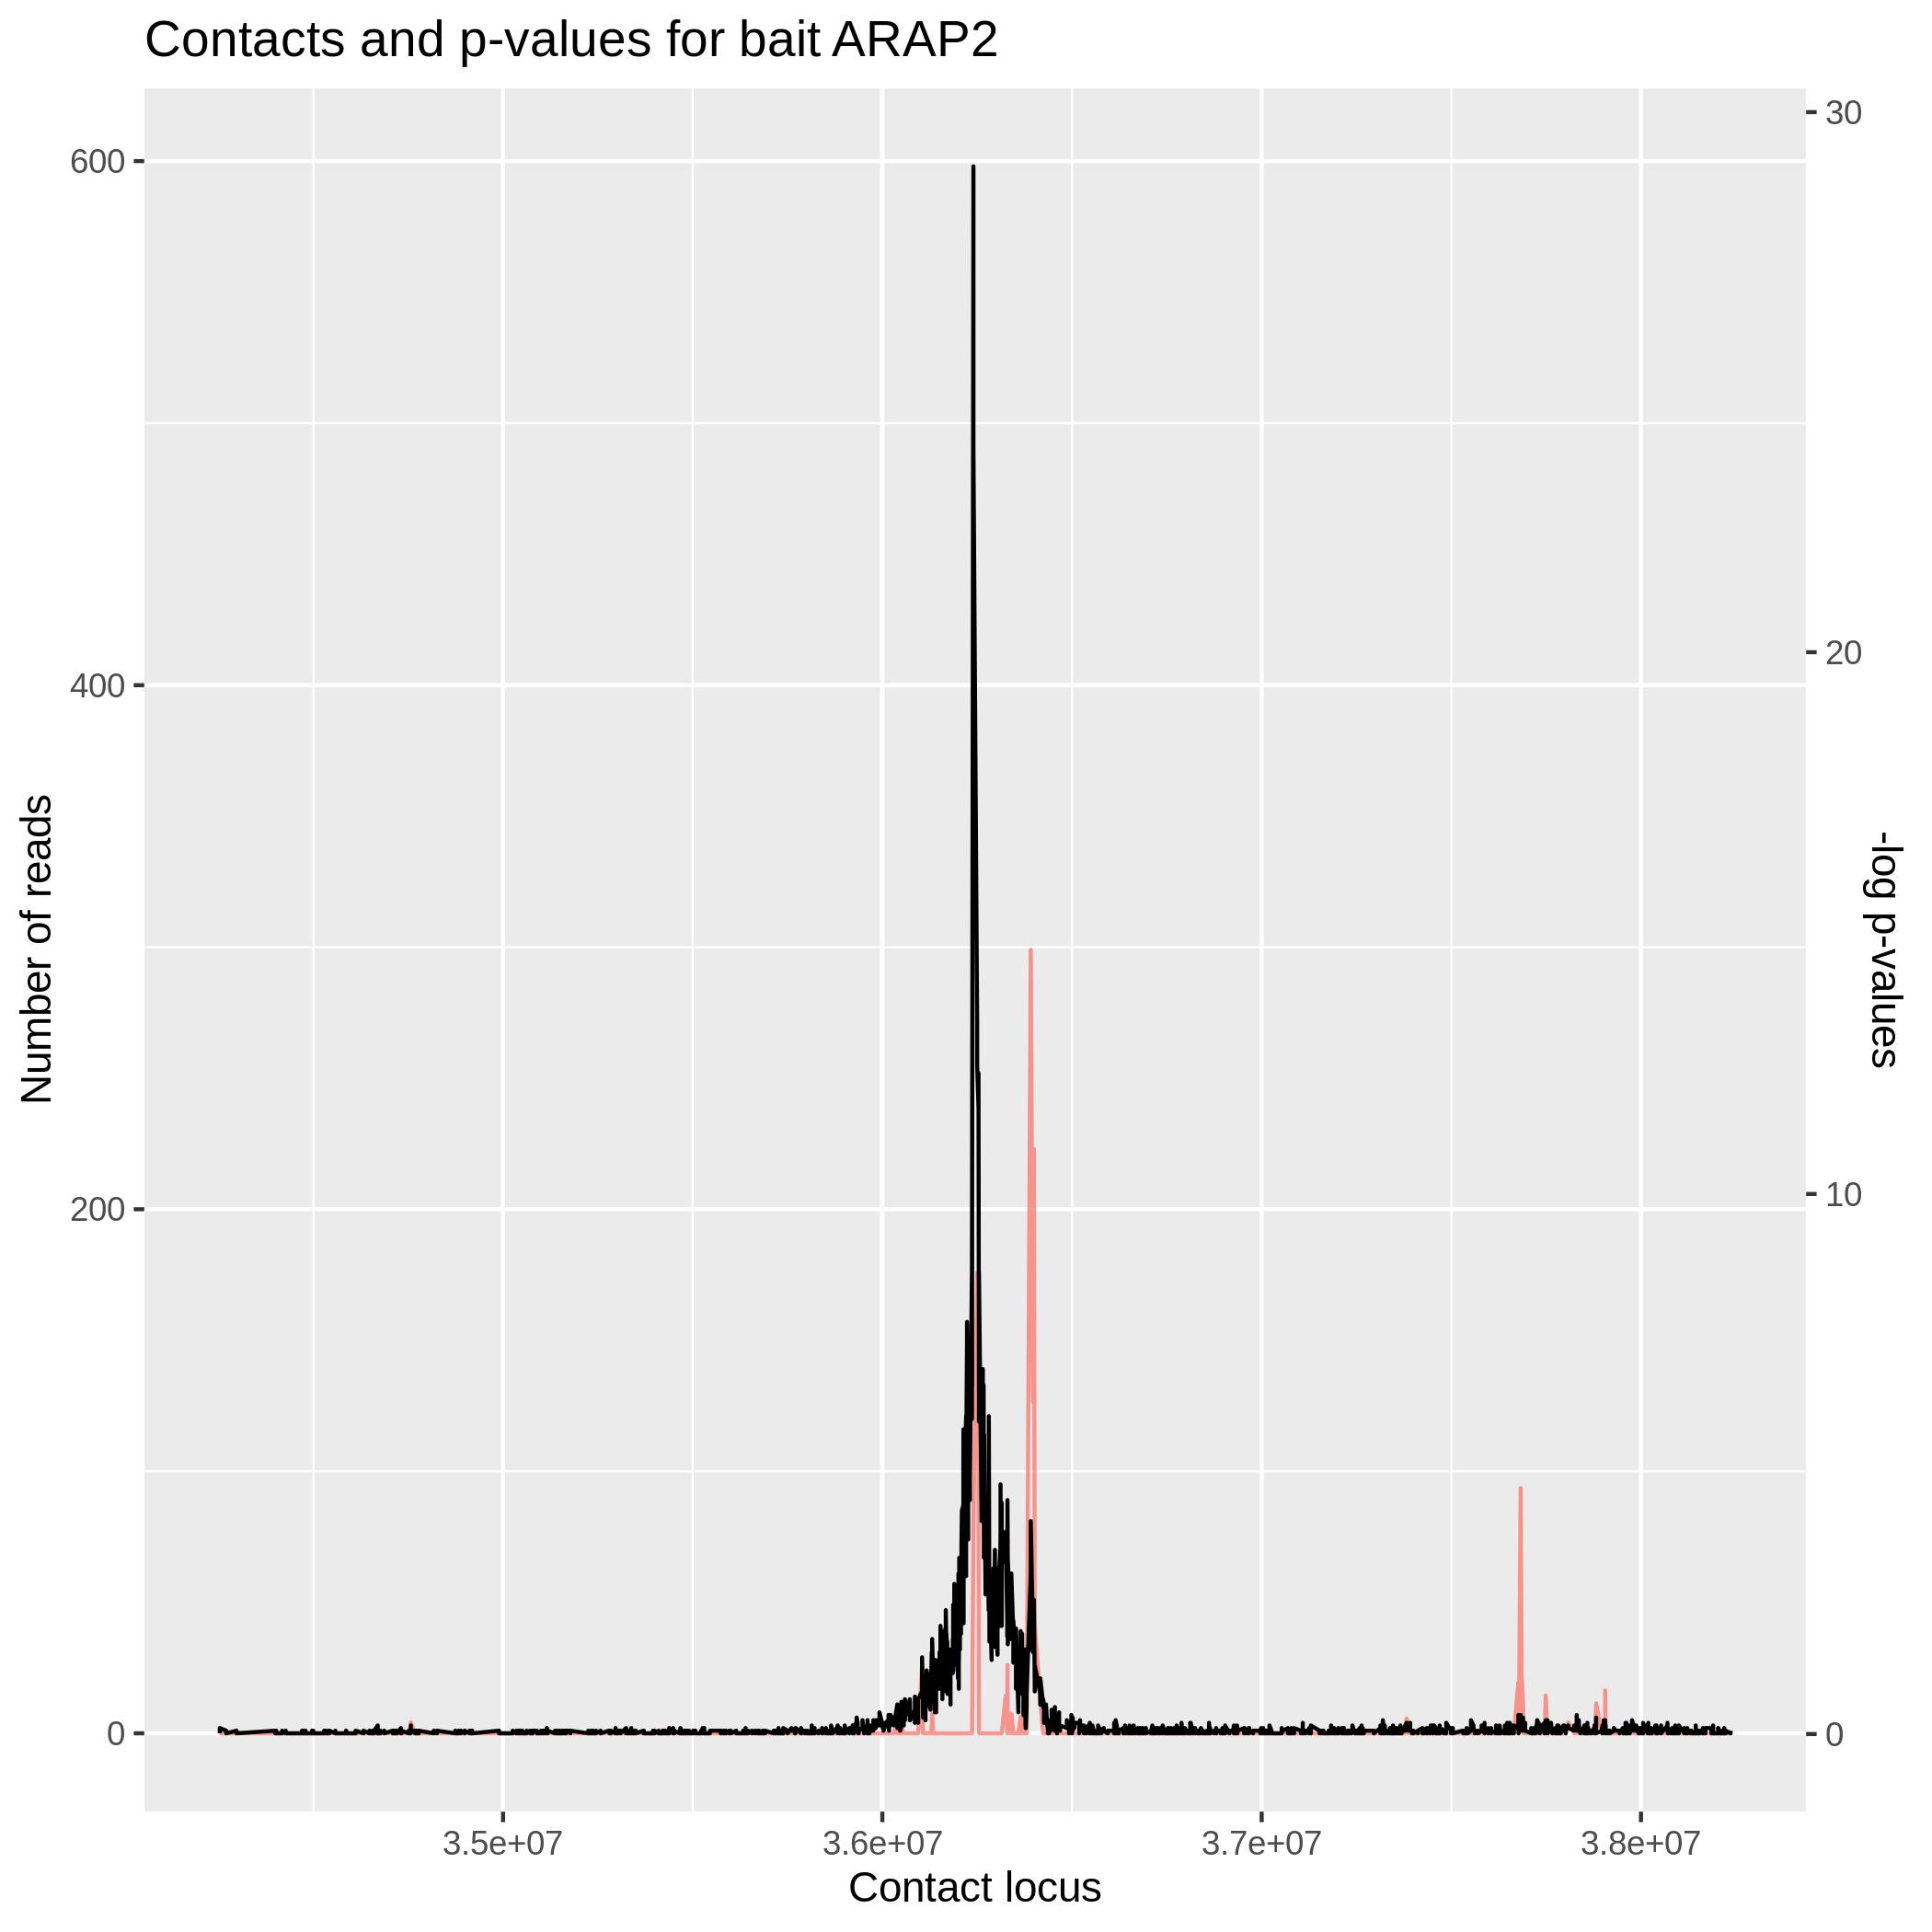 Contacts and p-values for bait ARAP2
30
600
20
400
Number of reads
-log p-values
10
200
0
0
3.5e+07
3.6e+07
3.7e+07
3.8e+07
Contact locus